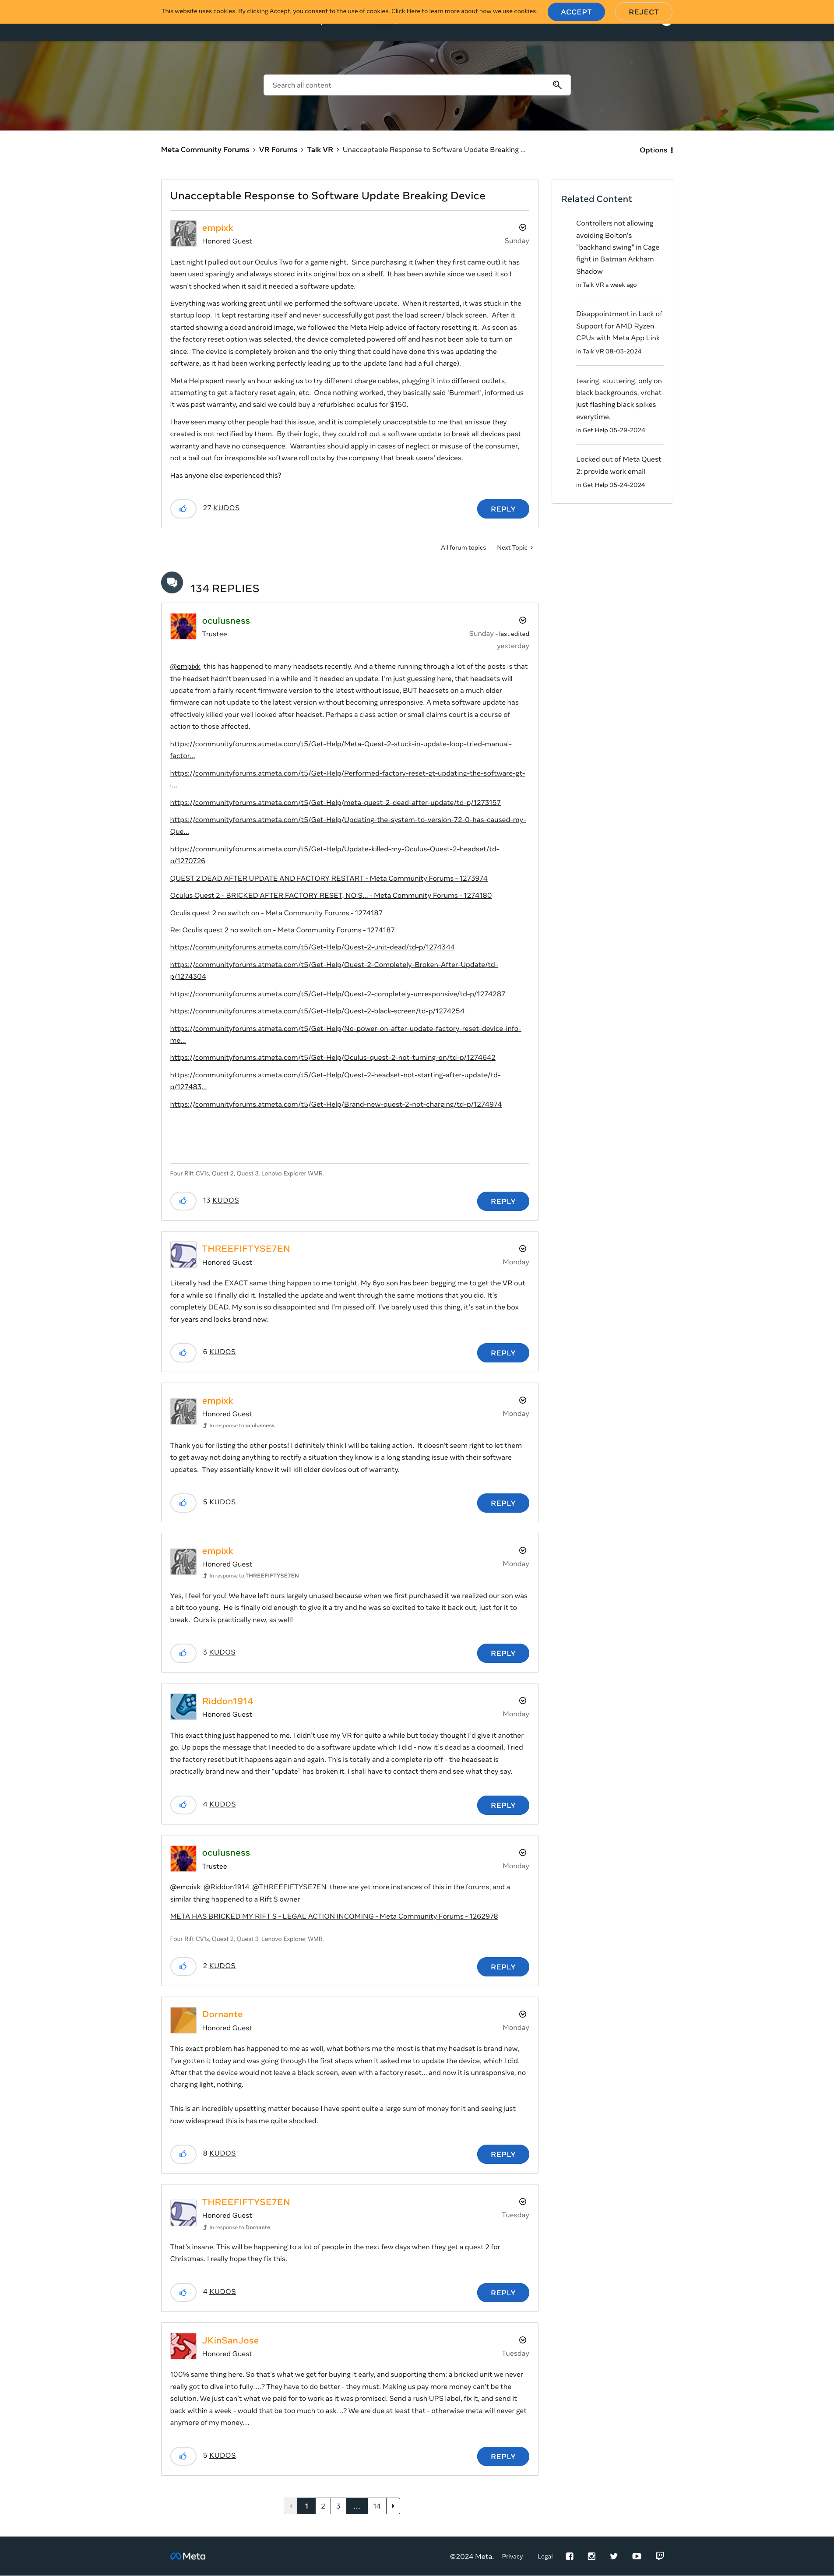 This website uses cookies. By clicking Accept, you consent to the use of cookies. Click Here to learn more about how we use cookies.
ACCEPT
REJECT
Search all content
Meta Community Forums > VR Forums > Talk VR > Unacceptable Response to Software Update Breaking ...
Options
Unacceptable Response to Software Update Breaking Device
empixk
Honored Guest
Sunday
Last night I pulled out our Oculus Two for a game night.  Since purchasing it (when they first came out) it has
been used sparingly and always stored in its original box on a shelf.  It has been awhile since we used it so I
wasn't shocked when it said it needed a software update.
Everything was working great until we performed the software update.  When it restarted, it was stuck in the
startup loop.  It kept restarting itself and never successfully got past the load screen/ black screen.  After it
started showing a dead android image, we followed the Meta Help advice of factory resetting it.  As soon as
the factory reset option was selected, the device completed powered off and has not been able to turn on
since.  The device is completely broken and the only thing that could have done this was updating the
software, as it had been working perfectly leading up to the update (and had a full charge).
Meta Help spent nearly an hour asking us to try different charge cables, plugging it into different outlets,
attempting to get a factory reset again, etc.  Once nothing worked, they basically said 'Bummer!', informed us
it was past warranty, and said we could buy a refurbished oculus for $150.
I have seen many other people had this issue, and it is completely unacceptable to me that an issue they
created is not rectified by them.  By their logic, they could roll out a software update to break all devices past
warranty and have no consequence.  Warranties should apply in cases of neglect or misuse of the consumer,
not a bail out for irresponsible software roll outs by the company that break users' devices.
Has anyone else experienced this?
27 KUDOS
REPLY
All forum topics
Next Topic >
134 REPLIES
oculusness
Trustee
Sunday - last edited
yesterday
@empixk this has happened to many headsets recently. And a theme running through a lot of the posts is that
the headset hadn't been used in a while and it needed an update. I'm just guessing here, that headsets will
update from a fairly recent firmware version to the latest without issue, BUT headsets on a much older
firmware can not update to the latest version without becoming unresponsive. A meta software update has
effectively killed your well looked after headset. Perhaps a class action or small claims court is a course of
action to those affected.
https://communityforums.atmeta.com/t5/Get-Help/Meta-Quest-2-stuck-in-update-loop-tried-manual-
factor...
https://communityforums.atmeta.com/t5/Get-Help/Performed-factory-reset-gt-updating-the-software-gt-
i...
https://communityforums.atmeta.com/t5/Get-Help/meta-quest-2-dead-after-update/td-p/1273157
https://communityforums.atmeta.com/t5/Get-Help/Updating-the-system-to-version-72-0-has-caused-my-
Que...
https://communityforums.atmeta.com/t5/Get-Help/Update-killed-my-Oculus-Quest-2-headset/td-
p/1270726
QUEST 2 DEAD AFTER UPDATE AND FACTORY RESTART - Meta Community Forums - 1273974
Oculus Quest 2 - BRICKED AFTER FACTORY RESET, NO S... - Meta Community Forums - 1274180
Oculis quest 2 no switch on - Meta Community Forums - 1274187
Re: Oculis quest 2 no switch on - Meta Community Forums - 1274187
https://communityforums.atmeta.com/t5/Get-Help/Quest-2-unit-dead/td-p/1274344
https://communityforums.atmeta.com/t5/Get-Help/Quest-2-Completely-Broken-After-Update/td-
p/1274304
https://communityforums.atmeta.com/t5/Get-Help/Quest-2-completely-unresponsive/td-p/1274287
https://communityforums.atmeta.com/t5/Get-Help/Quest-2-black-screen/td-p/1274254
https://communityforums.atmeta.com/t5/Get-Help/No-power-on-after-update-factory-reset-device-info-
me...
https://communityforums.atmeta.com/t5/Get-Help/Oculus-quest-2-not-turning-on/td-p/1274642
https://communityforums.atmeta.com/t5/Get-Help/Quest-2-headset-not-starting-after-update/td-
p/127483...
https://communityforums.atmeta.com/t5/Get-Help/Brand-new-quest-2-not-charging/td-p/1274974
Four Rift CV1s, Quest 2, Quest 3, Lenovo Explorer WMR.
13 KUDOS
REPLY
THREEFIFTYSE7EN
Honored Guest
Monday
Literally had the EXACT same thing happen to me tonight. My 6yo son has been begging me to get the VR out
for a while so I finally did it. Installed the update and went through the same motions that you did. It's
completely DEAD. My son is so disappointed and I'm pissed off. I've barely used this thing, it's sat in the box
for years and looks brand new.
6 KUDOS
REPLY
empixk
Honored Guest
In response to oculusness
Monday
Thank you for listing the other posts! I definitely think I will be taking action.  It doesn't seem right to let them
to get away not doing anything to rectify a situation they know is a long standing issue with their software
updates.  They essentially know it will kill older devices out of warranty.
5 KUDOS
REPLY
empixk
Honored Guest
In response to THREEFIFTYSE7EN
Monday
Yes, I feel for you! We have left ours largely unused because when we first purchased it we realized our son was
a bit too young.  He is finally old enough to give it a try and he was so excited to take it back out, just for it to
break.  Ours is practically new, as well!
3 KUDOS
REPLY
Riddon1914
Honored Guest
Monday
This exact thing just happened to me. I didn't use my VR for quite a while but today thought I'd give it another
go. Up pops the message that I needed to do a software update which I did - now it's dead as a doornail, Tried
the factory reset but it happens again and again. This is totally and a complete rip off - the headseat is
practically brand new and their "update" has broken it. I shall have to contact them and see what they say.
4 KUDOS
REPLY
oculusness
Trustee
Monday
@empixk @Riddon1914 @THREEFIFTYSE7EN there are yet more instances of this in the forums, and a
similar thing happened to a Rift S owner
META HAS BRICKED MY RIFT S - LEGAL ACTION INCOMING - Meta Community Forums - 1262978
Four Rift CV1s, Quest 2, Quest 3, Lenovo Explorer WMR.
2 KUDOS
REPLY
Dornante
Honored Guest
Monday
This exact problem has happened to me as well, what bothers me the most is that my headset is brand new,
I've gotten it today and was going through the first steps when it asked me to update the device, which I did.
After that the device would not leave a black screen, even with a factory reset... and now it is unresponsive, no
charging light, nothing.
This is an incredibly upsetting matter because I have spent quite a large sum of money for it and seeing just
how widespread this is has me quite shocked.
8 KUDOS
REPLY
THREEFIFTYSE7EN
Honored Guest
In response to Dornante
Tuesday
That's insane. This will be happening to a lot of people in the next few days when they get a quest 2 for
Christmas. I really hope they fix this.
4 KUDOS
REPLY
JKinSanJose
Honored Guest
Tuesday
100% same thing here. So that's what we get for buying it early, and supporting them: a bricked unit we never
really got to dive into fully....? They have to do better - they must. Making us pay more money can't be the
solution. We just can't what we paid for to work as it was promised. Send a rush UPS label, fix it, and send it
back within a week - would that be too much to ask...? We are due at least that - otherwise meta will never get
anymore of my money...
5 KUDOS
REPLY
1 2 3 ... 14
Related Content
Controllers not allowing
avoiding Bolton's
"backhand swing" in Cage
fight in Batman Arkham
Shadow
in Talk VR a week ago
Disappointment in Lack of
Support for AMD Ryzen
CPUs with Meta App Link
in Talk VR 08-03-2024
tearing, stuttering, only on
black backgrounds, vrchat
just flashing black spikes
everytime.
in Get Help 05-29-2024
Locked out of Meta Quest
2: provide work email
in Get Help 05-24-2024
Meta
©2024 Meta.
Privacy
Legal